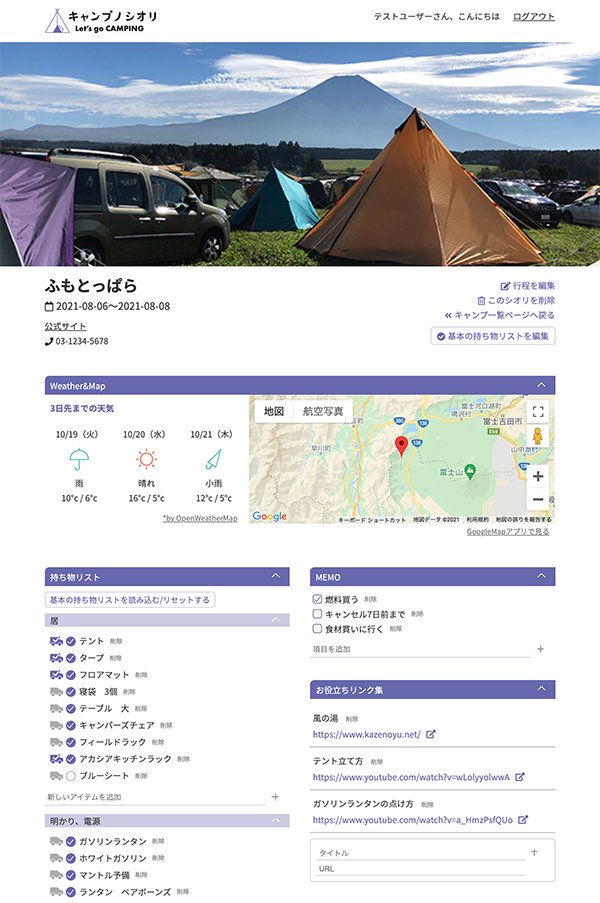 キャンプノシオリ
Let's go CAMPING
テストユーザーさん、こんにちは ログアウト
ふもとっぱら
2021-08-06〜2021-08-08
公式サイト
03-1234-5678
行程を編集
このシオリを削除
キャンプ一覧ページへ戻る
基本の持ち物リストを編集
Weather&Map
3日先までの天気
10/19（火） 10/20（水） 10/21（木）
雨 晴れ 小雨
10°c / 6°c 16°c / 5°c 12°c / 5°c
*by OpenWeatherMap
地図 航空写真
富士河口湖町
鳴沢村
富士吉田市
300
138
E68
山中湖村
早川町
138
富士山
Google
キーボード ショートカット 地図データ ©2021 利用規約 地図の誤りを報告する
GoogleMapアプリで見る
持ち物リスト
基本の持ち物リストを読み込む/リセットする
居
テント 削除
タープ 削除
フロアマット 削除
寝袋 3個 削除
テーブル 大 削除
キャンパーズチェア 削除
フィールドラック 削除
アカシアキッチンラック 削除
ブルーシート 削除
新しいアイテムを追加
明かり、電源
ガソリンランタン 削除
ホワイトガソリン 削除
マントル予備 削除
ランタン ベアボーンズ 削除
MEMO
燃料買う 削除
キャンセル7日前まで 削除
食材買いに行く 削除
項目を追加
お役立ちリンク集
風の湯 削除
https://www.kazenoyu.net/
テント立て方 削除
https://www.youtube.com/watch?v=wLolyyolwwA
ガソリンランタンの点け方 削除
https://www.youtube.com/watch?v=a_HmzPsfQUo
タイトル
URL